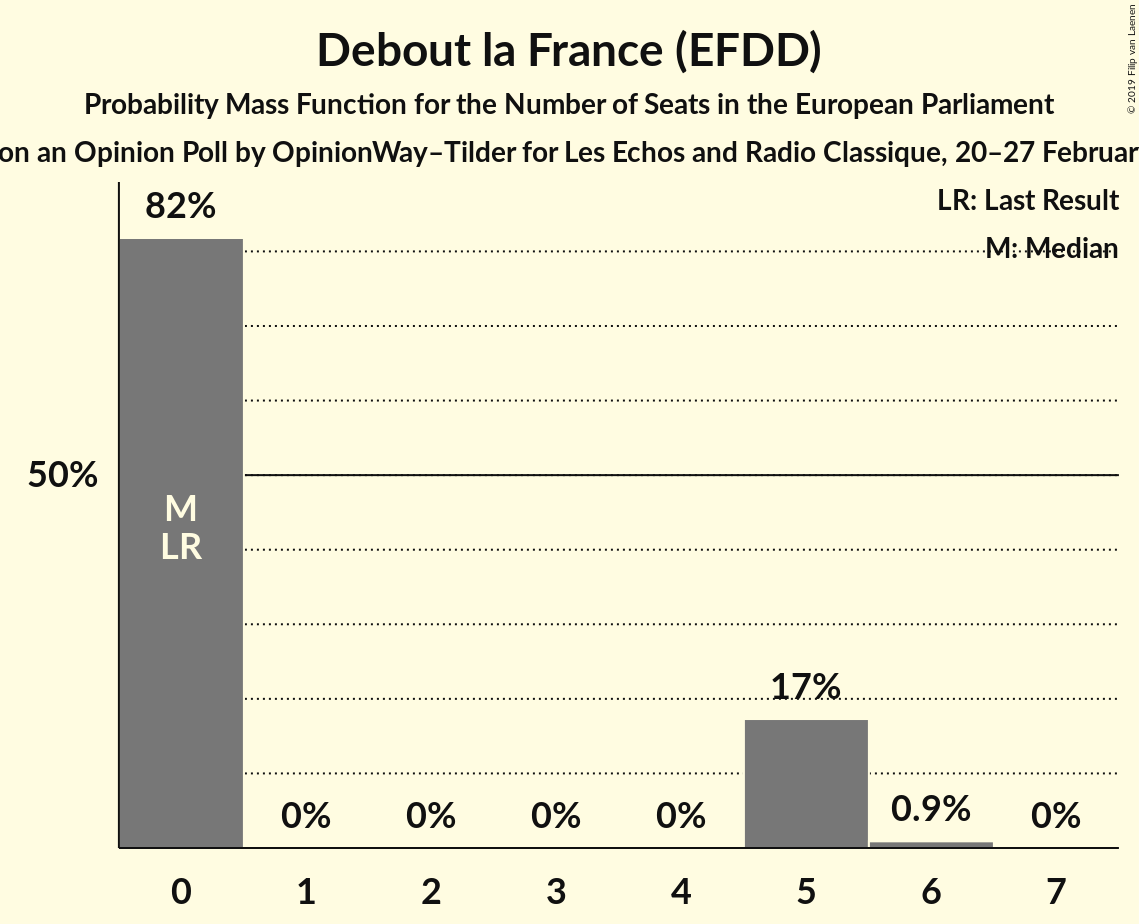 Debout la France (EFDD)
Probability Mass Function for the Number of Seats in the European Parliament
on an Opinion Poll by OpinionWay–Tilder for Les Echos and Radio Classique, 20–27 Februar
© 2019 Filip van Laenen
LR: Last Result
M: Median
82%
50%
M
LR
17%
0%
0%
0%
0%
0.9%
0%
0
1
2
3
4
5
6
7